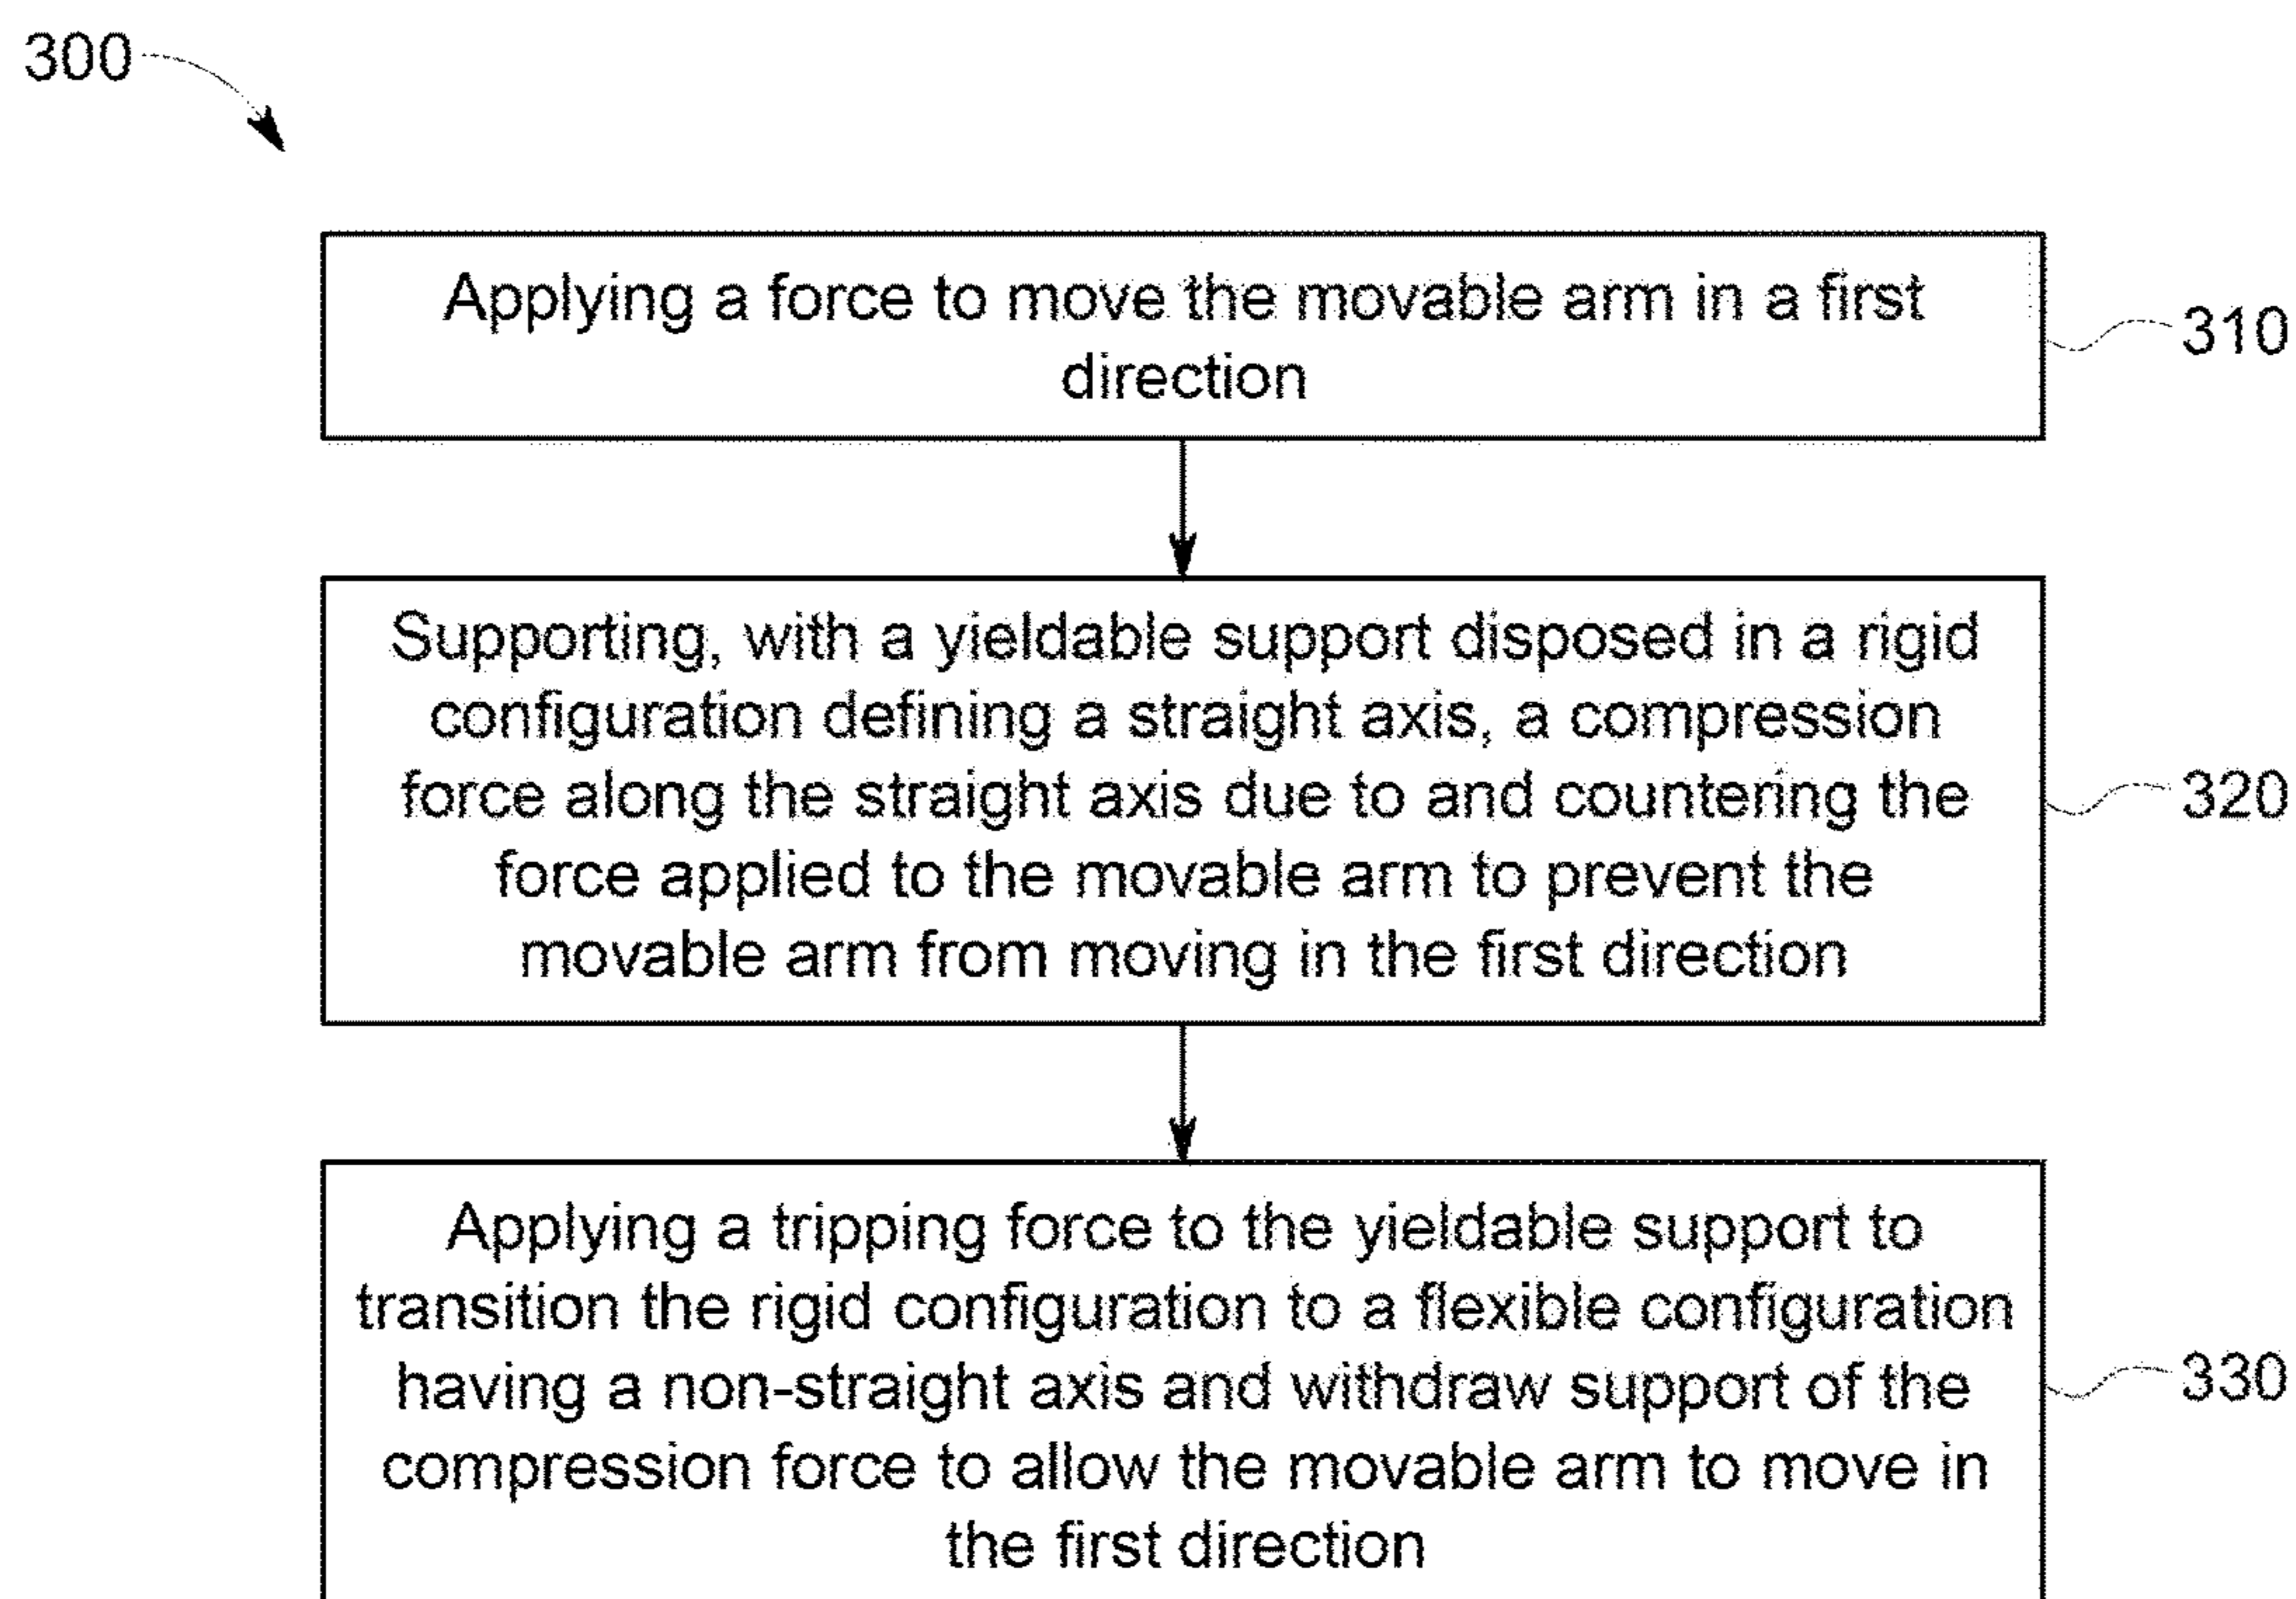 300
Applying a force to move the movable arm in a first
direction
310
Supporting, with a yieldable support disposed in a rigid
configuration defining a straight axis, a compression
force along the straight axis due to and countering the
force applied to the movable arm to prevent the
movable arm from moving in the first direction
320
Applying a tripping force to the yieldable support to
transition the rigid configuration to a flexible configuration
having a non-straight axis and withdraw support of the
compression force to allow the movable arm to move in
the first direction
330